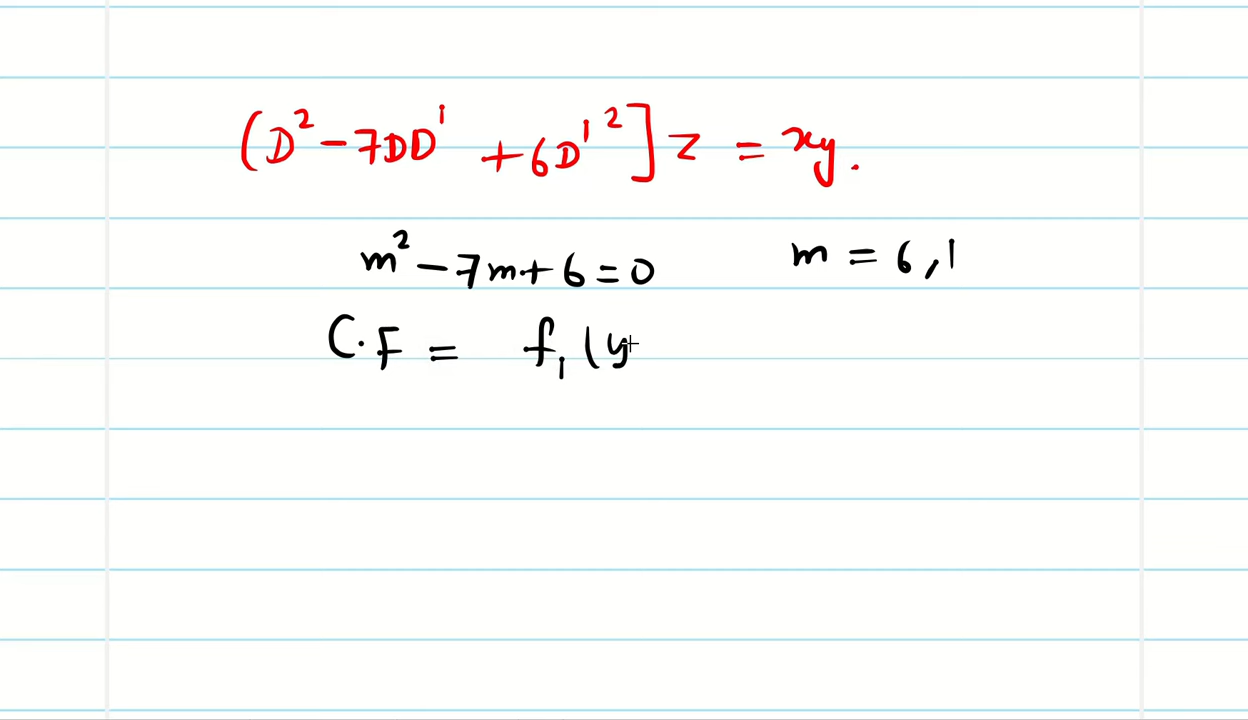 (D² - 7DD' + 6D'²] z = xy.
m² - 7m + 6 = 0 m = 6, 1
C.F = f₁ (y+